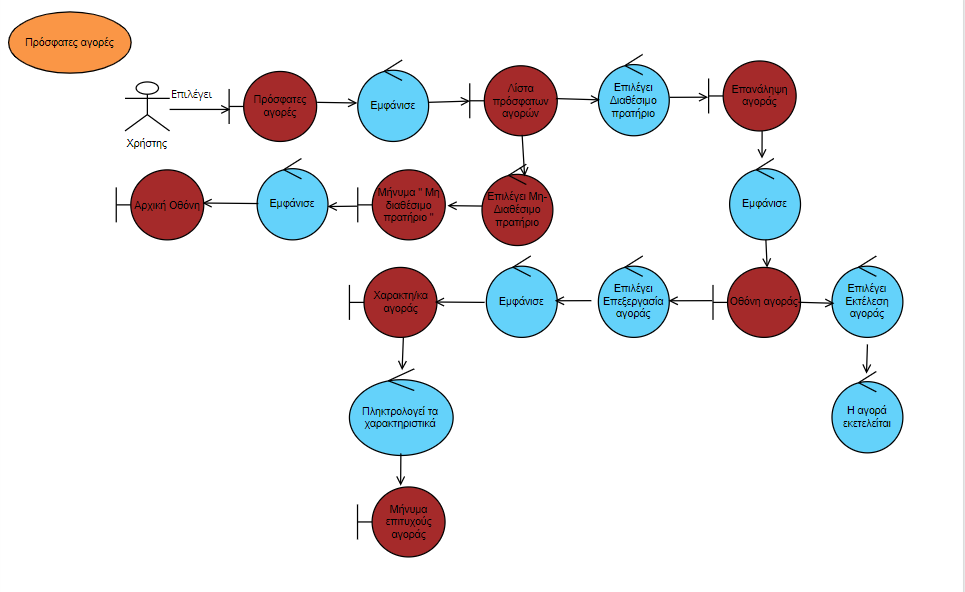 Πρόσφατες αγορές
Επιλέγει
Χρήστης
Πρόσφατες
αγορές
Εμφάνισε
Λίστα
πρόσφατων
αγορών
Επιλέγει
Διαθέσιμο
πρατήριο
Επανάληψη
αγοράς
Αρχική Οθόνη
Εμφάνισε
Μήνυμα " Μη
διαθέσιμο
πρατήριο "
Επιλέγει Μη-
Διαθέσιμο
πρατήριο
Εμφάνισε
Χαρακτη/κα
αγοράς
Εμφάνισε
Επιλέγει
Επεξεργασία
αγοράς
Οθόνη αγοράς
Επιλέγει
Εκτέλεση
αγοράς
Πληκτρολογεί τα
χαρακτηριστικά
Η αγορά
εκετελείται
Μήνυμα
επιτυχούς
αγοράς